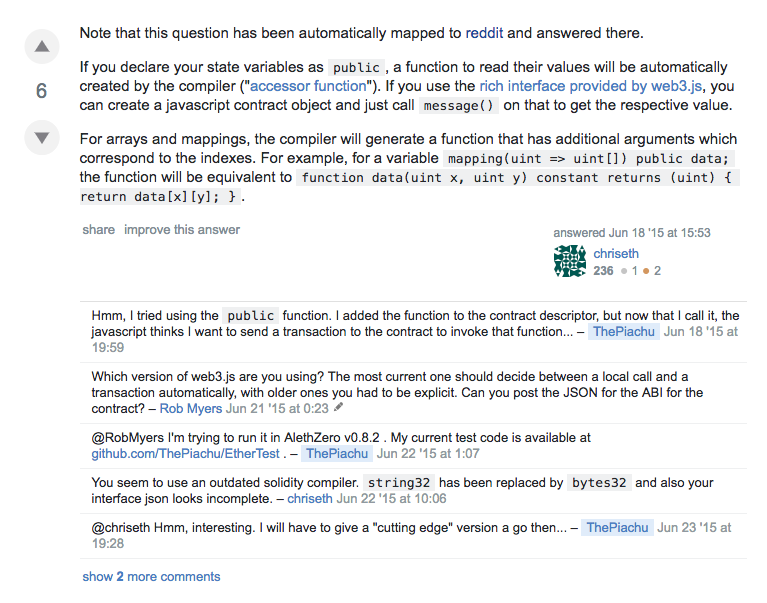 Note that this question has been automatically mapped to reddit and answered there.
If you declare your state variables as public , a function to read their values will be automatically
created by the compiler ("accessor function"). If you use the rich interface provided by web3.js, you
can create a javascript contract object and just call message() on that to get the respective value.
6
For arrays and mappings, the compiler will generate a function that has additional arguments which
correspond to the indexes. For example, for a variable mapping(uint => uint[]) public data;
the function will be equivalent to function data(uint x, uint y) constant returns (uint) {
return data[x][y]; } .
share improve this answer
answered Jun 18 '15 at 15:53
chriseth
236 ● 1 ● 2
Hmm, I tried using the public function. I added the function to the contract descriptor, but now that I call it, the
javascript thinks I want to send a transaction to the contract to invoke that function... – ThePiachu Jun 18 '15 at
19:59
Which version of web3.js are you using? The most current one should decide between a local call and a
transaction automatically, with older ones you had to be explicit. Can you post the JSON for the ABI for the
contract? – Rob Myers Jun 21 '15 at 0:23
@RobMyers I'm trying to run it in AlethZero v0.8.2 . My current test code is available at
github.com/ThePiachu/EtherTest . – ThePiachu Jun 22 '15 at 1:07
You seem to use an outdated solidity compiler. string32 has been replaced by bytes32 and also your
interface json looks incomplete. – chriseth Jun 22 '15 at 10:06
@chriseth Hmm, interesting. I will have to give a "cutting edge" version a go then... – ThePiachu Jun 23 '15 at
19:28
show 2 more comments